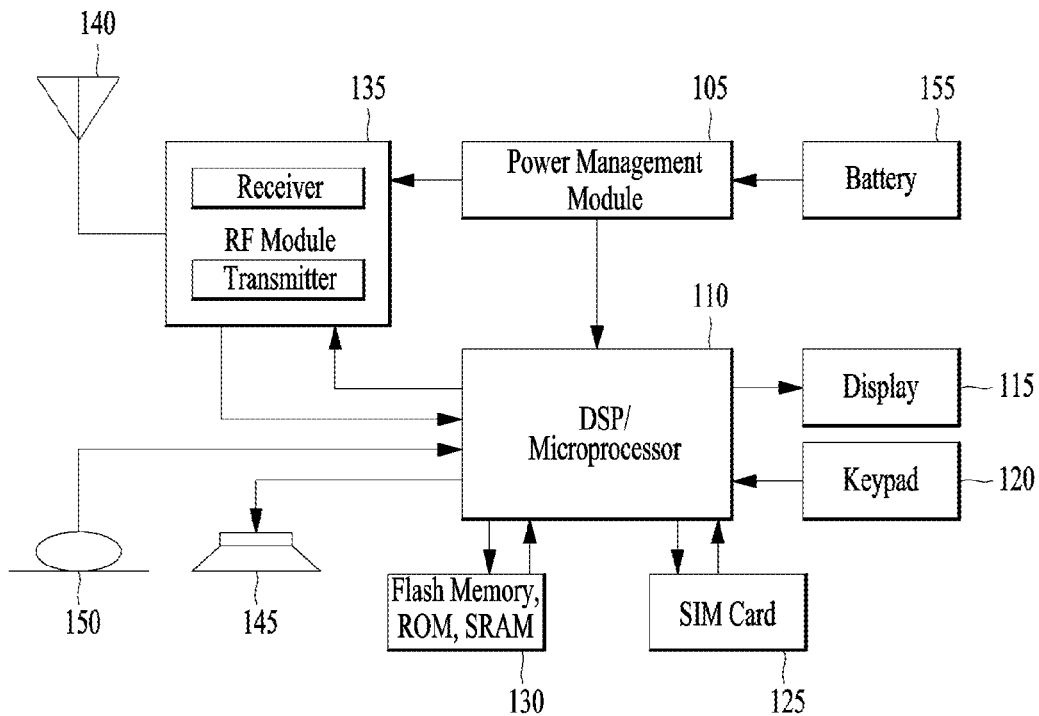 140
135
105
155
Receiver
RF Module
Transmitter
Power Management
Module
Battery
110
DSP/
Microprocessor
Display
115
Keypad
120
150
145
Flash Memory,
ROM, SRAM
130
SIM Card
125